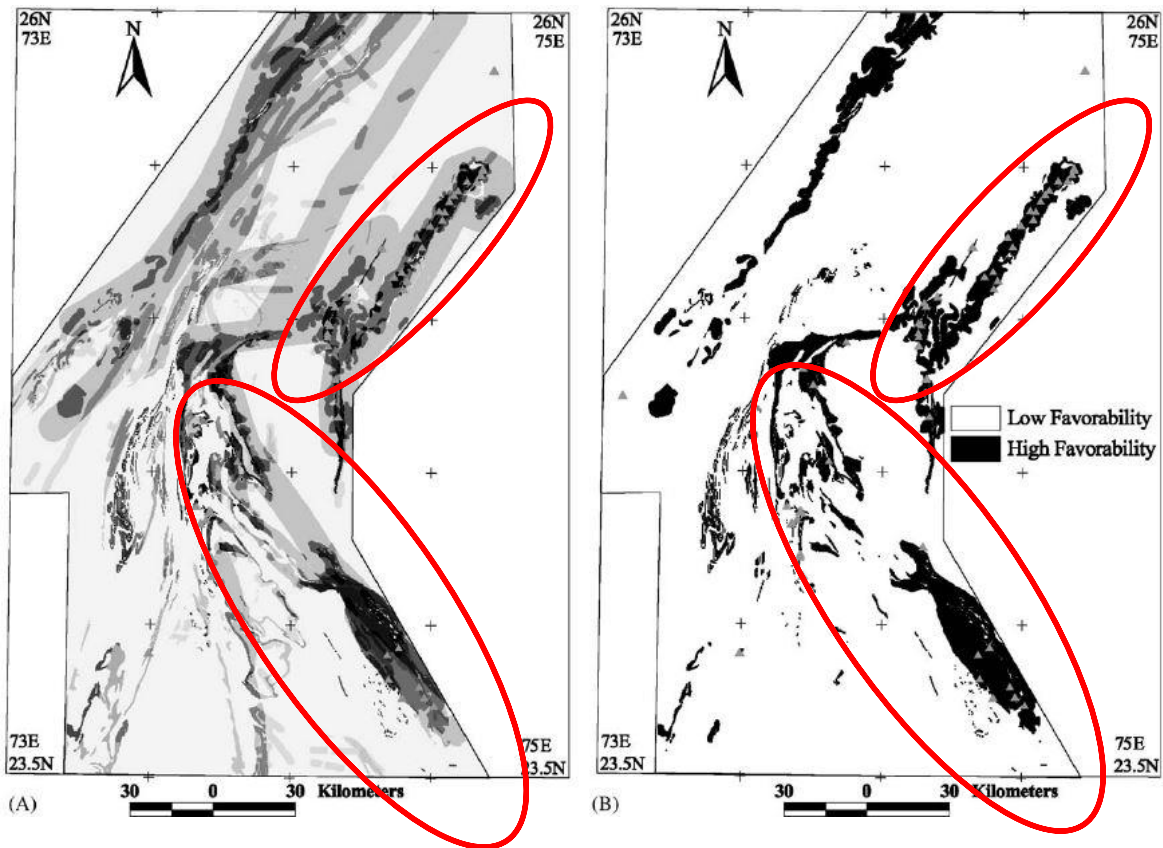 26N
73E
N
26N
75E
73E
23.5N
75E
23.5N
(A)
30 0 30
Kilometers
26N
73E
N
26N
75E
Low Favorability
High Favorability
73E
23.5N
75E
23.5N
(B)
30 0 30
Kilometers